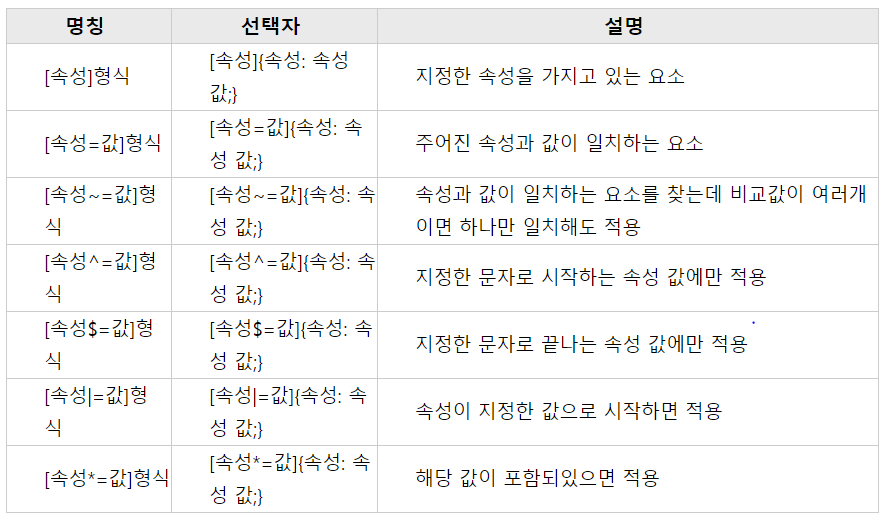 명칭 선택자 설명
[속성]형식 [속성]{속성: 속성 지정한 속성을 가지고 있는 요소
값;}
[속성=값]형식 [속성=값]{속성: 속 주어진 속성과 값이 일치하는 요소
성 값;}
[속성~=값]형 [속성~=값]{속성: 속 속성과 값이 일치하는 요소를 찾는데 비교값이 여러개
식 성 값;} 이면 하나만 일치해도 적용
[속성^=값]형 [속성^=값]{속성: 속 지정한 문자로 시작하는 속성 값에만 적용
식 성 값;}
[속성$=값]형 [속성$=값]{속성: 속 지정한 문자로 끝나는 속성 값에만 적용
식 성 값;}
[속성|=값]형 [속성|=값]{속성: 속 속성이 지정한 값으로 시작하면 적용
식 성 값;}
[속성*=값]형식 [속성*=값]{속성: 속 해당 값이 포함되있으면 적용
성 값;}